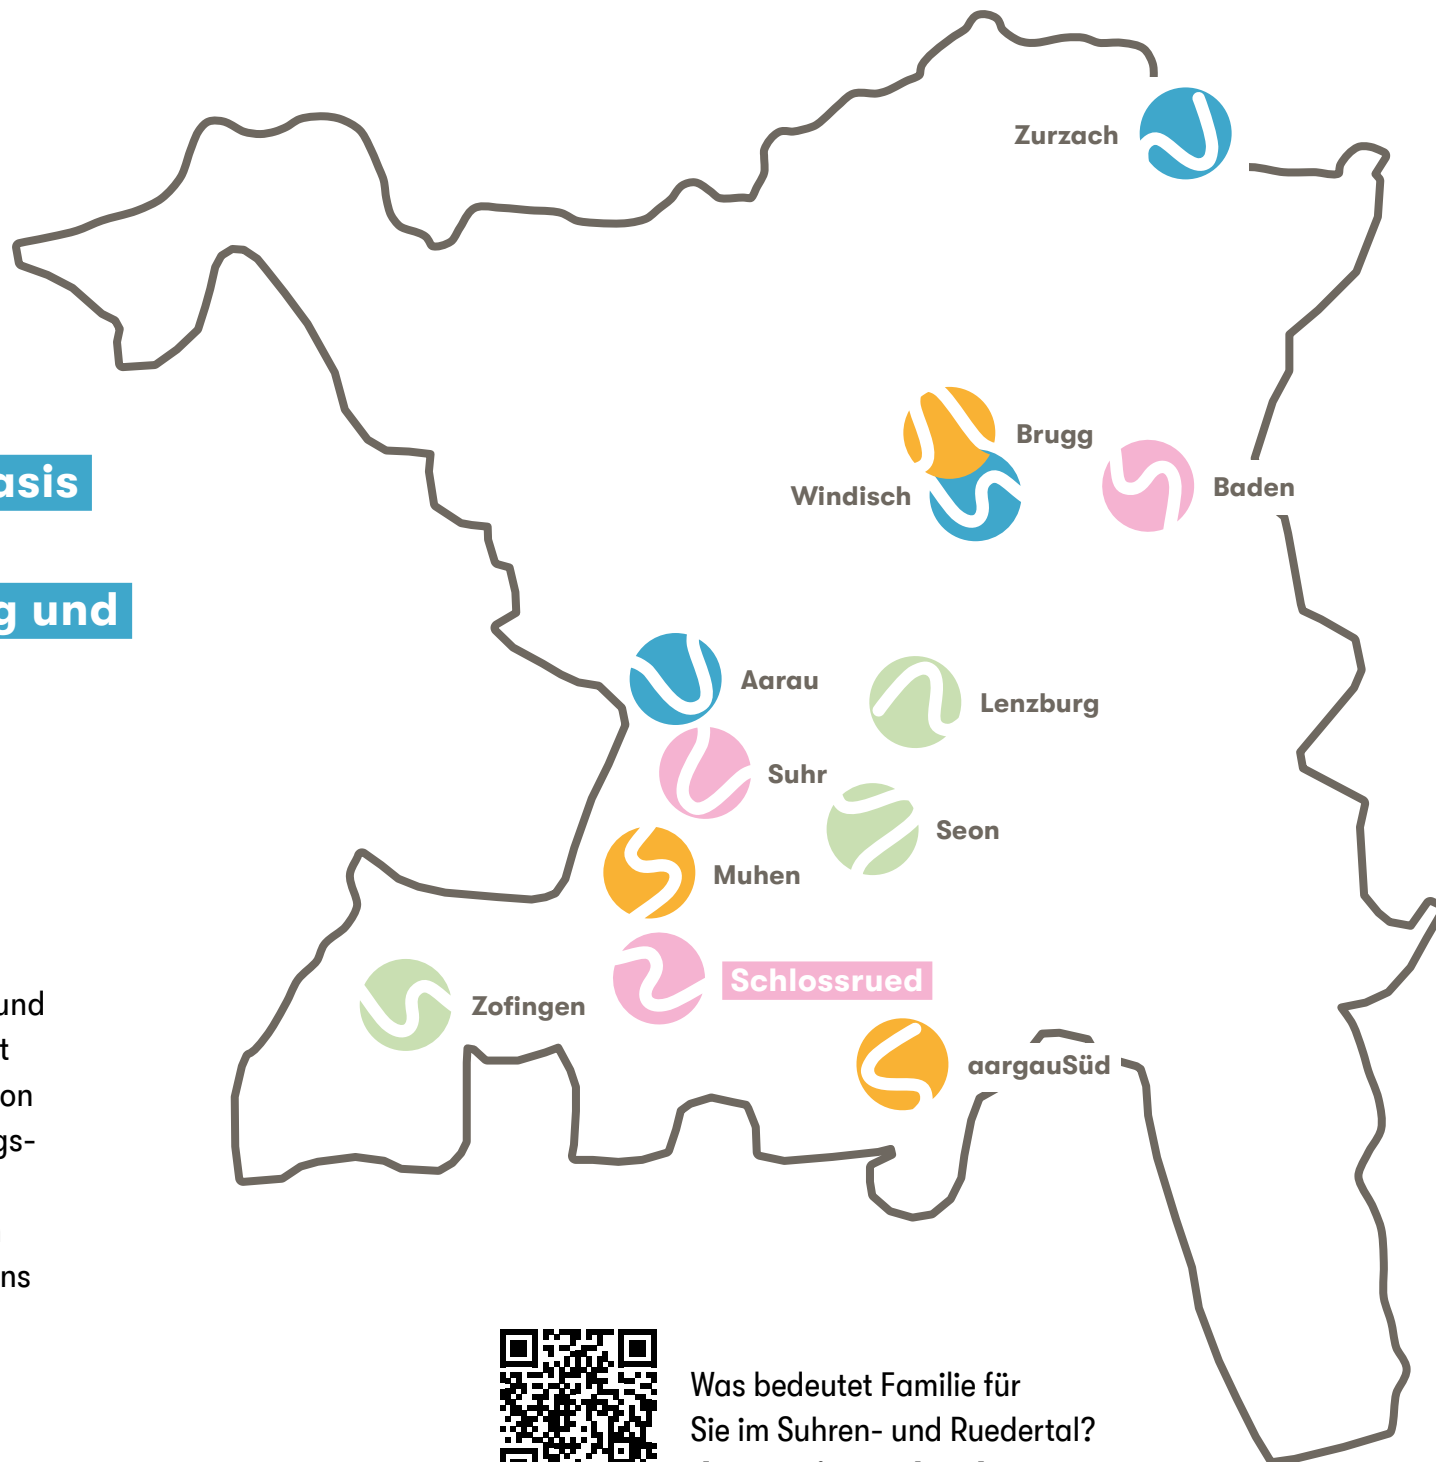 Zurzach
Brugg
Baden
Windisch
asis
g und
Aarau
Lenzburg
Suhr
Seon
Muhen
Schlossrued
Zofingen
aargauSüd
und
t
on
gs-
ns
Was bedeutet Familie für
Sie im Suhren- und Ruedertal?